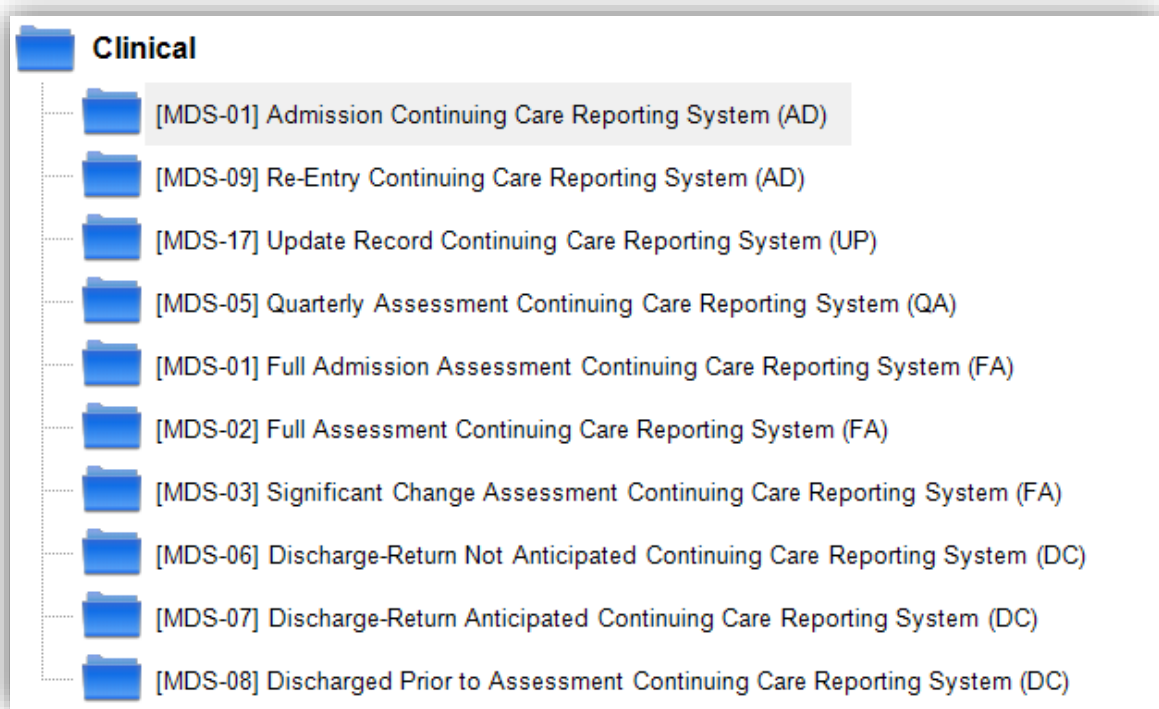 Clinical
[MDS-01] Admission Continuing Care Reporting System (AD)
[MDS-09] Re-Entry Continuing Care Reporting System (AD)
[MDS-17] Update Record Continuing Care Reporting System (UP)
[MDS-05] Quarterly Assessment Continuing Care Reporting System (QA)
[MDS-01] Full Admission Assessment Continuing Care Reporting System (FA)
[MDS-02] Full Assessment Continuing Care Reporting System (FA)
[MDS-03] Significant Change Assessment Continuing Care Reporting System (FA)
[MDS-06] Discharge-Return Not Anticipated Continuing Care Reporting System (DC)
[MDS-07] Discharge-Return Anticipated Continuing Care Reporting System (DC)
[MDS-08] Discharged Prior to Assessment Continuing Care Reporting System (DC)